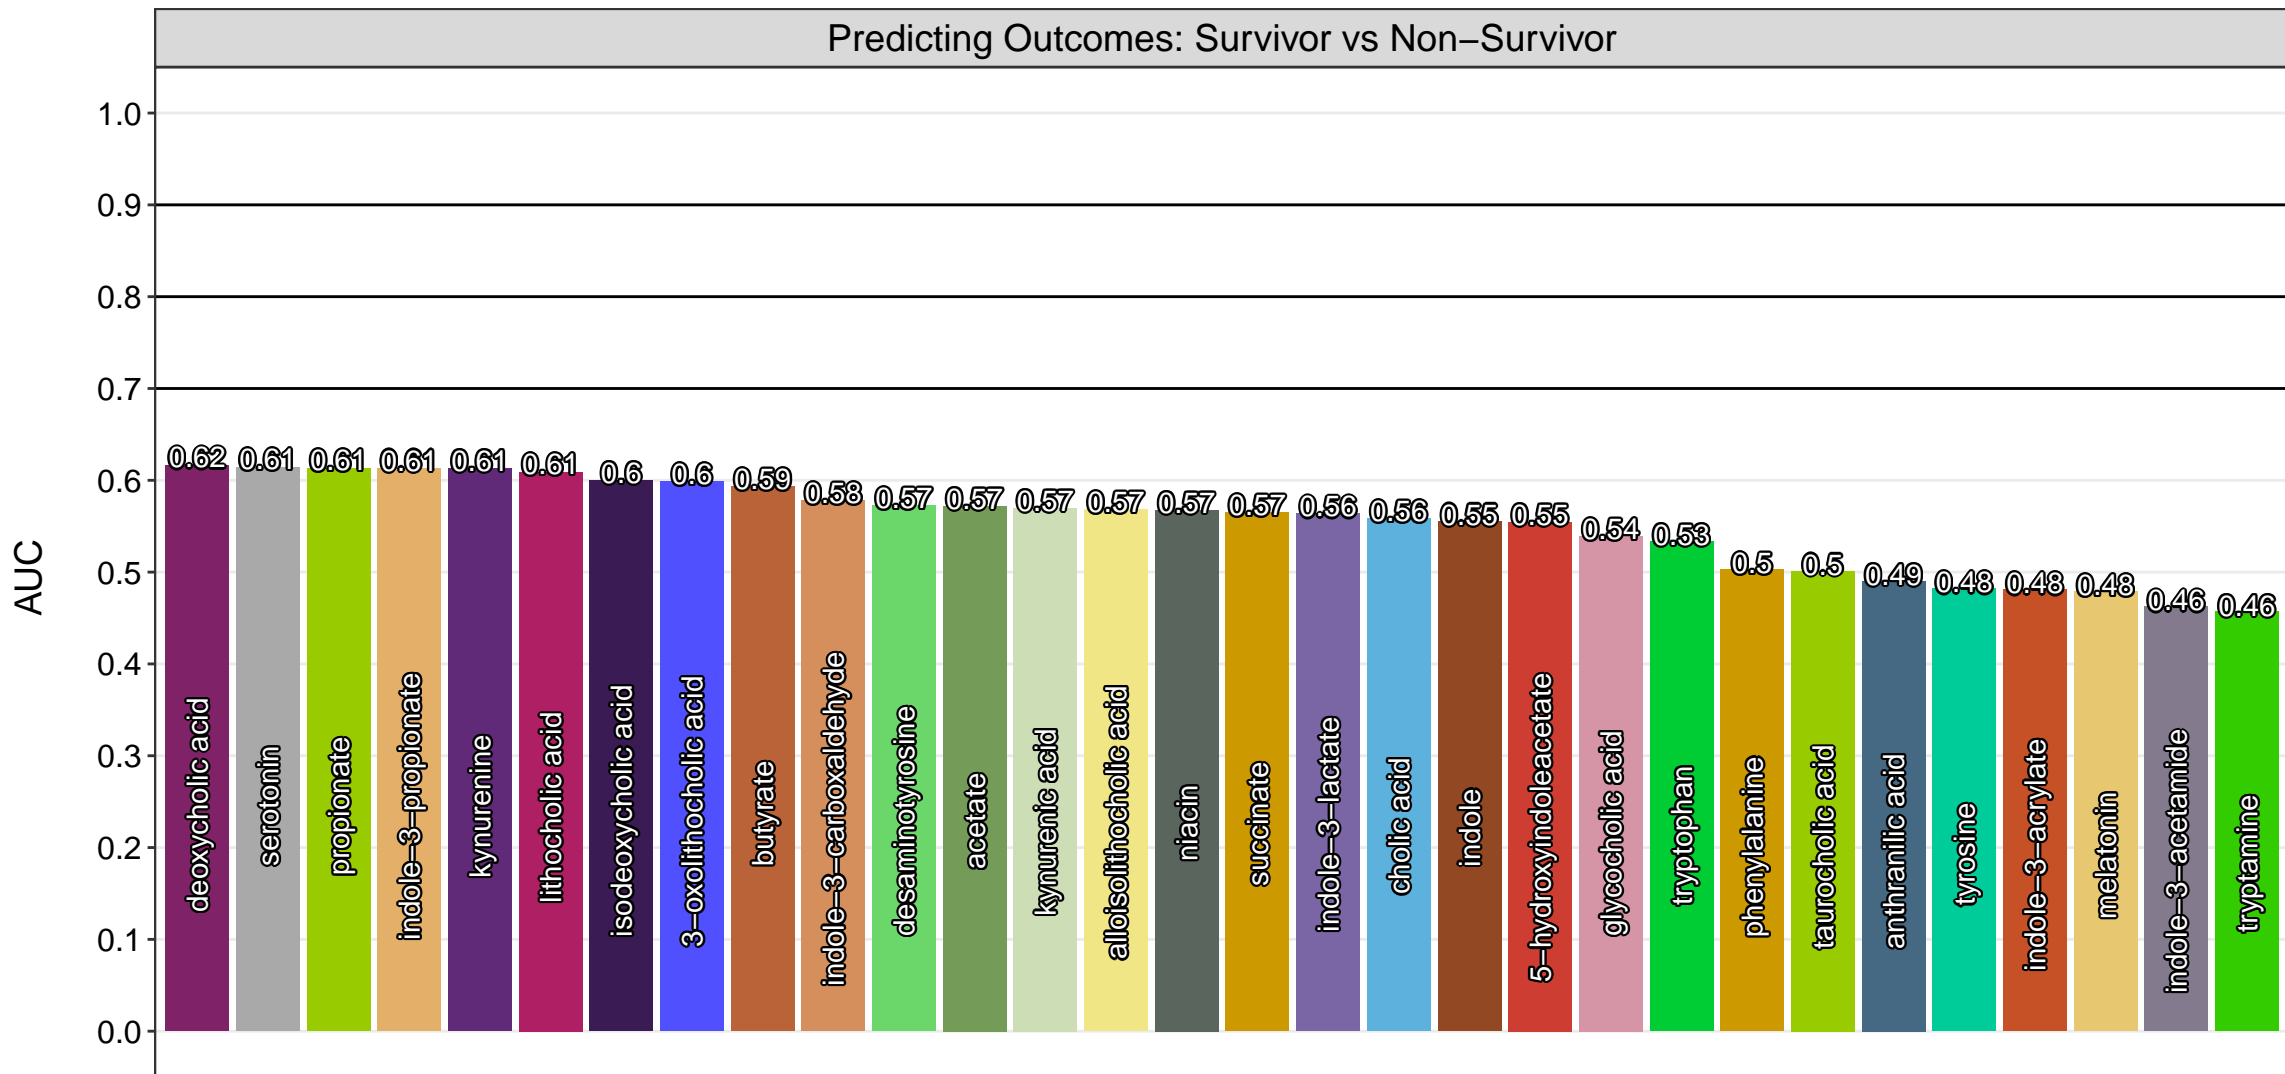 Predicting Outcomes: Survivor vs Non−Survivor
AUC
1.0
0.9
0.8
0.7
0.6
0.5
0.4
0.3
0.2
0.1
0.0
0.62
0.61
0.61
0.61
0.61
0.61
0.6
0.6
0.59
0.58
0.57
0.57
0.57
0.57
0.57
0.57
0.56
0.56
0.55
0.55
0.54
0.53
0.5
0.5
0.49
0.48
0.48
0.48
0.46
0.46
deoxycholic acid
serotonin
propionate
indole−3−propionate
kynurenine
lithocholic acid
isodeoxycholic acid
3−oxolithocholic acid
butyrate
indole−3−carboxaldehyde
desaminotyrosine
acetate
kynurenic acid
alloisolithocholic acid
niacin
succinate
indole−3−lactate
cholic acid
indole
5−hydroxyindoleacetate
glycocholic acid
tryptophan
phenylalanine
taurocholic acid
anthranilic acid
tyrosine
indole−3−acrylate
melatonin
indole−3−acetamide
tryptamine